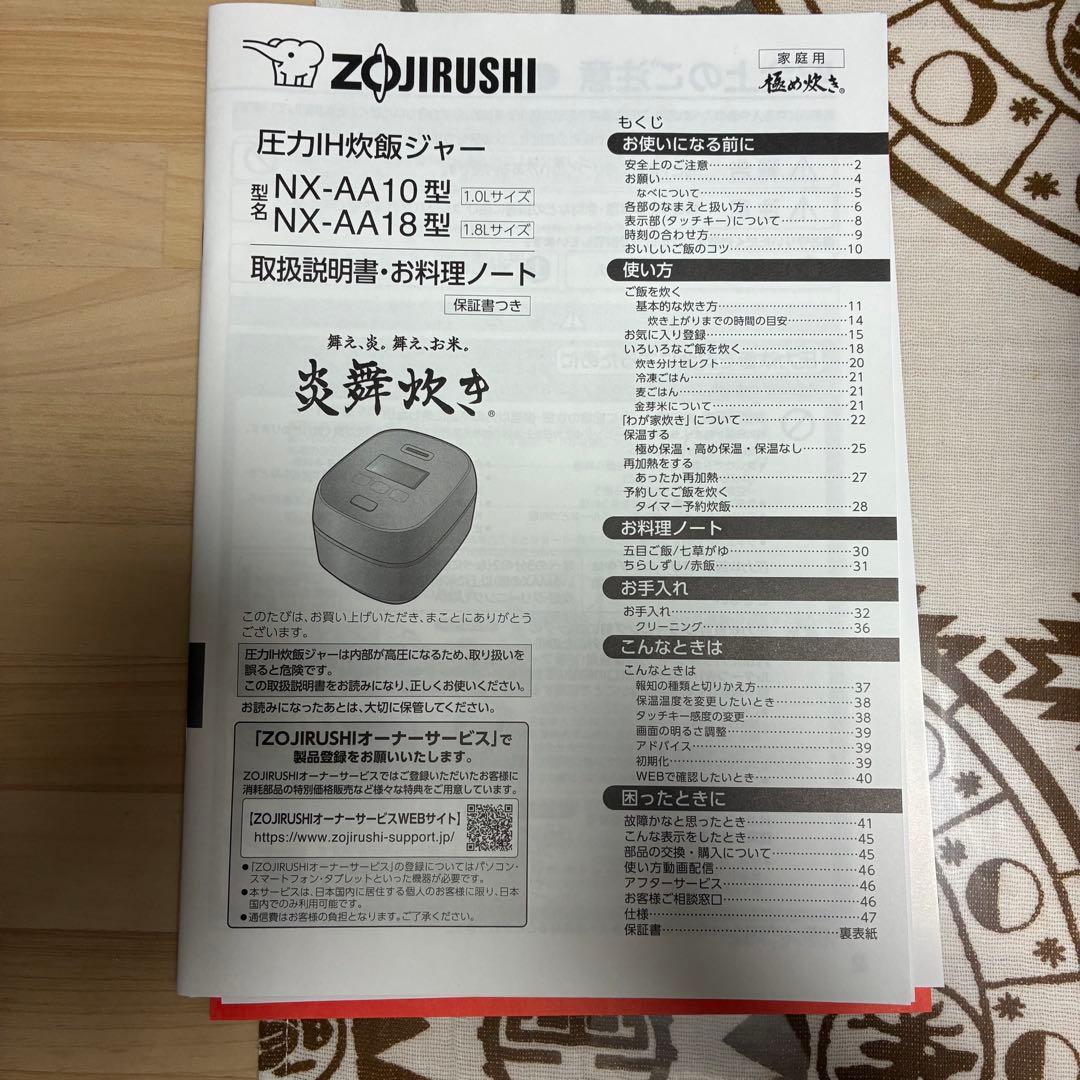 ZOJIRUSHI
家庭用
極め炊き®
圧力IH炊飯ジャー
型名 NX-AA10型 1.0Lサイズ
NX-AA18型 1.8Lサイズ
取扱説明書・お料理ノート
保証書つき
舞え、炎。舞え、お米。
炎舞炊き®
このたびは、お買い上げいただき、まことにありがとう
ございます。
圧力IH炊飯ジャーは内部が高圧になるため、取り扱いを
誤ると危険です。
この取扱説明書をお読みになり、正しくお使いください。
お読みになったあとは、大切に保管してください。
「ZOJIRUSHIオーナーサービス」で
製品登録をお願いいたします。
ZOJIRUSHIオーナーサービスではご登録いただいたお客様に
消耗部品の特別価格販売など様々な特典をご用意しています。
【ZOJIRUSHIオーナーサービスWEBサイト】
https://www.zojirushi-support.jp/
●「ZOJIRUSHIオーナーサービス」の登録についてはパソコン・
スマートフォン・タブレットといった機器が必要です。
●本サービスは、日本国内に居住する個人のお客様に限り、日本
国内でのみ利用可能です。
●通信費はお客様の負担となります。ご了承ください。
もくじ
お使いになる前に
安全上のご注意 2
お願い 4
なべについて 5
各部のなまえと扱い方 6
表示部(タッチキー)について 8
時刻の合わせ方 9
おいしいご飯のコツ 10
使い方
ご飯を炊く
基本的な炊き方 11
炊き上がりまでの時間の目安 14
お気に入り登録 15
いろいろなご飯を炊く 18
炊き分けセレクト 20
冷凍ごはん 21
麦ごはん 21
金芽米について 21
「わが家炊き」について 22
保温する
極め保温・高め保温・保温なし 25
再加熱をする
あったか再加熱 27
予約してご飯を炊く
タイマー予約炊飯 28
お料理ノート
五目ご飯/七草がゆ 30
ちらしずし/赤飯 31
お手入れ
お手入れ 32
クリーニング 36
こんなときは
こんなときは
報知の種類と切りかえ方 37
保温温度を変更したいとき 38
タッチキー感度の変更 38
画面の明るさ調整 39
アドバイス 39
初期化 39
WEBで確認したいとき 40
困ったときに
故障かなと思ったとき 41
こんな表示をしたとき 45
部品の交換・購入について 45
使い方動画配信 46
アフターサービス 46
お客様ご相談窓口 46
仕様 47
保証書 裏表紙